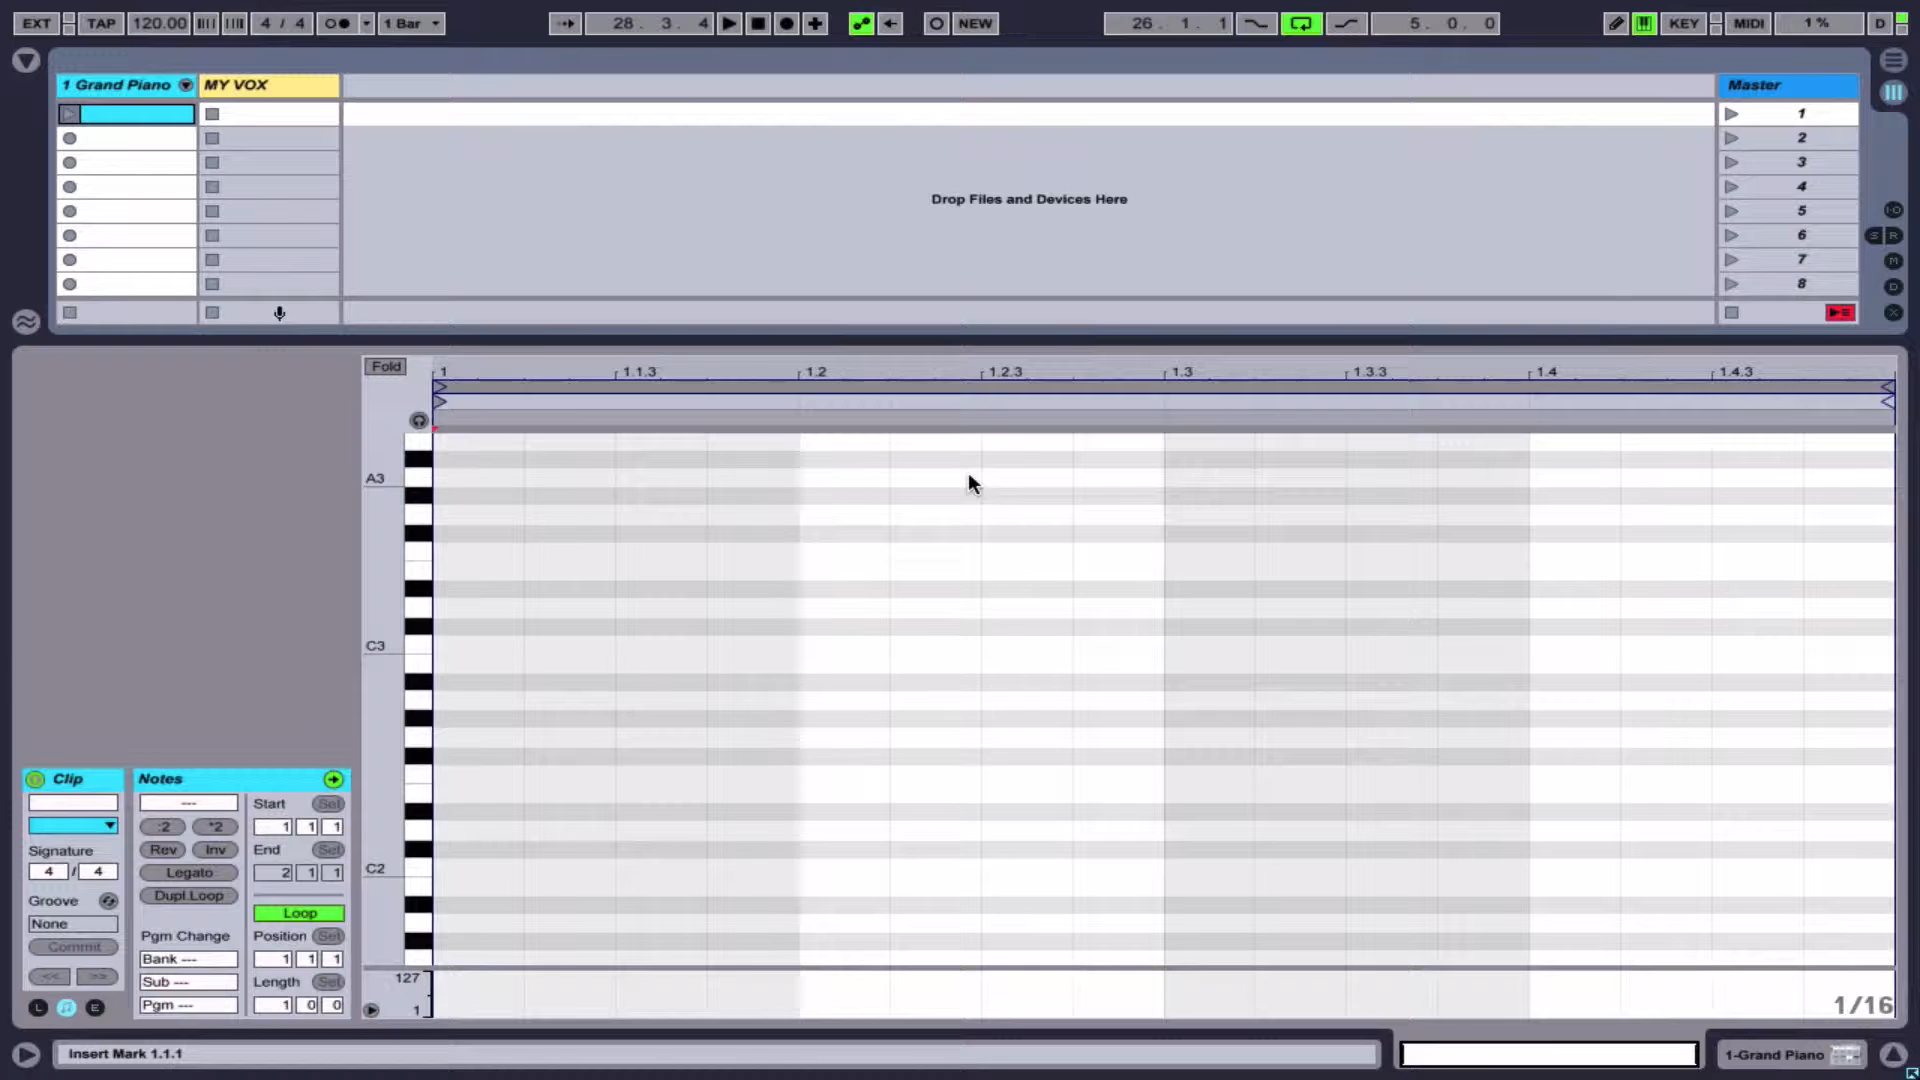 EXT TAP 120.00 4 / 4 1 Bar 28 . 3 . 4 NEW 26 . 1 . 1 5 . 0 . 0 KEY MIDI 1 % D
1 Grand Piano MY VOX Master
1
2
3
4
5
6
7
8
Drop Files and Devices Here
I-O
S R
M
D
X
Fold
1 1.1.3 1.2 1.2.3 1.3 1.3.3 1.4 1.4.3
A3
C3
C2
127
1
1/16
Clip
Signature
4 / 4
Groove
None
Commit
<< >>
L E
Notes
---
:2 *2
Rev Inv
Legato
Dupl.Loop
Pgm Change
Bank ---
Sub ---
Pgm ---
Start Set
1 1 1
End Set
2 1 1
Loop
Position Set
1 1 1
Length Set
1 0 0
Insert Mark 1.1.1
1-Grand Piano